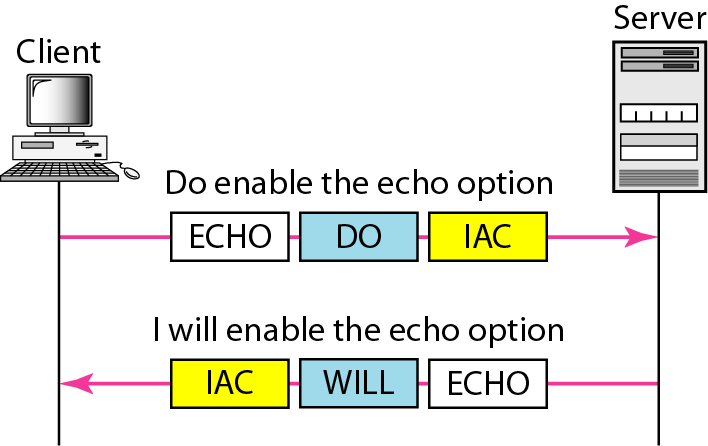 Server
Client
Do enable the echo option
ECHO DO IAC
I will enable the echo option
IAC WILL ECHO